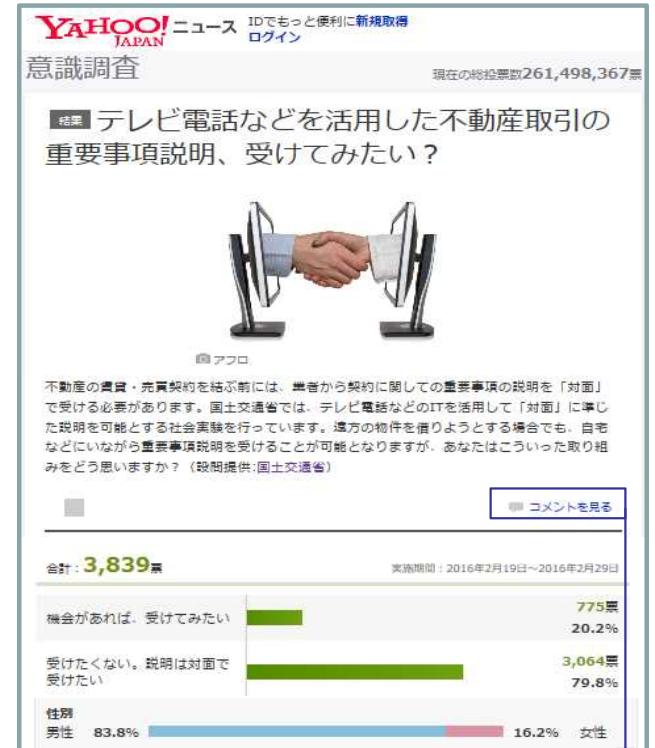 YAHOO! ニュース IDでもっと便利に新規取得
JAPAN ログイン
意識調査 現在の総投票数261,498,367票
結果 テレビ電話などを活用した不動産取引の
重要事項説明、受けてみたい？
アフロ
不動産の賃貸・売買契約を結ぶ前には、業者から契約に関しての重要事項の説明を「対面」
で受ける必要があります。国土交通省では、テレビ電話などのITを活用して「対面」に準じ
た説明を可能とする社会実験を行っています。遠方の物件を借りようとする場合でも、自宅
などにいながら重要事項説明を受けることが可能となりますが、あなたはこういった取り組
みをどう思いますか？（設問提供:国土交通省）
コメントを見る
合計：3,839票 実施期間：2016年2月19日～2016年2月29日
機会があれば、受けてみたい 775票
20.2%
受けたくない。説明は対面で 3,064票
受けたい 79.8%
性別
男性 83.8% 16.2% 女性